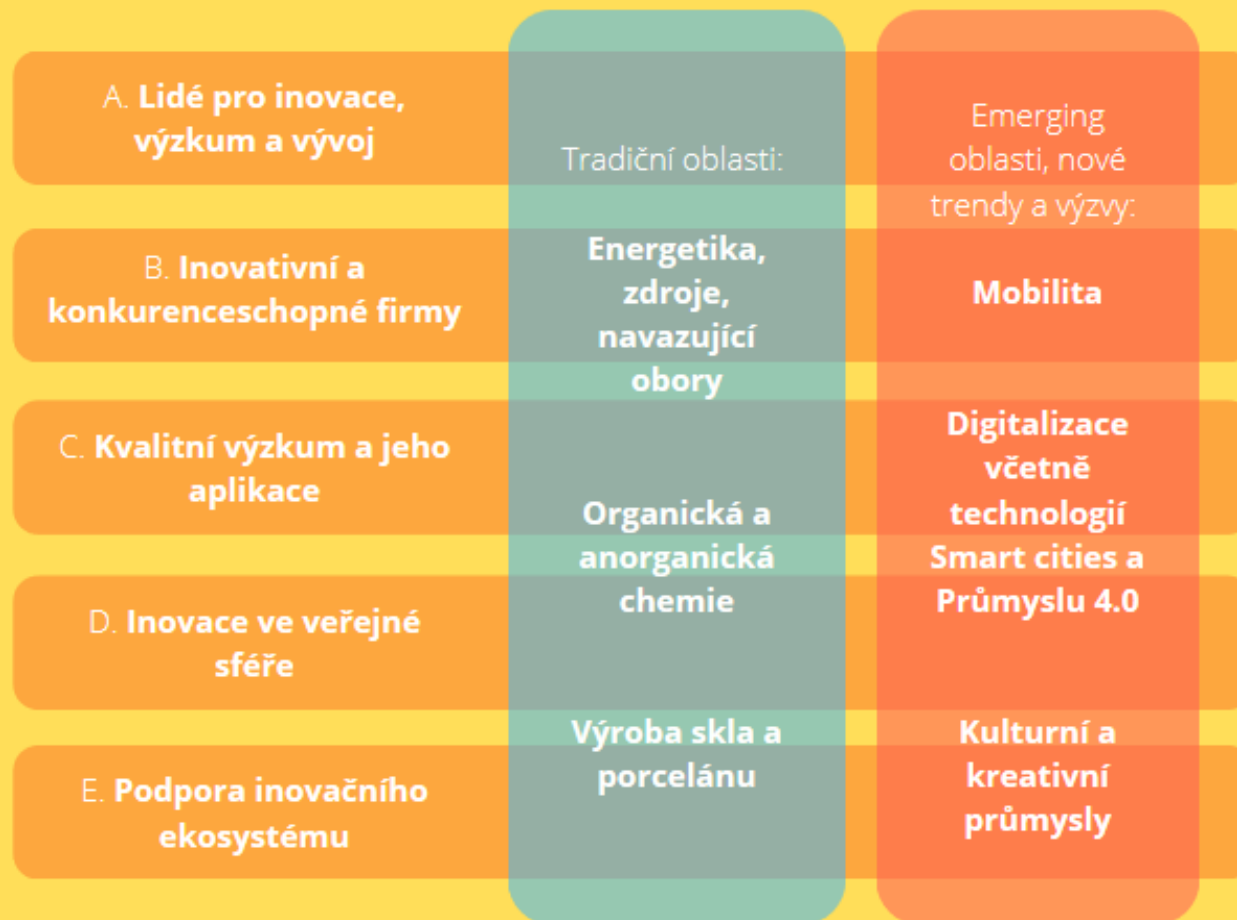 A. Lidé pro inovace,
výzkum a vývoj
B. Inovativní a
konkurenceschopné firmy
C. Kvalitní výzkum a jeho
aplikace
D. Inovace ve veřejné
sféře
E. Podpora inovačního
ekosystému
Tradiční oblasti:
Energetika,
zdroje,
navazující
obory
Organická a
anorganická
chemie
Výroba skla a
porcelánu
Emerging
oblasti, nové
trendy a výzvy:
Mobilita
Digitalizace
včetně
technologií
Smart cities a
Průmyslu 4.0
Kulturní a
kreativní
průmysly